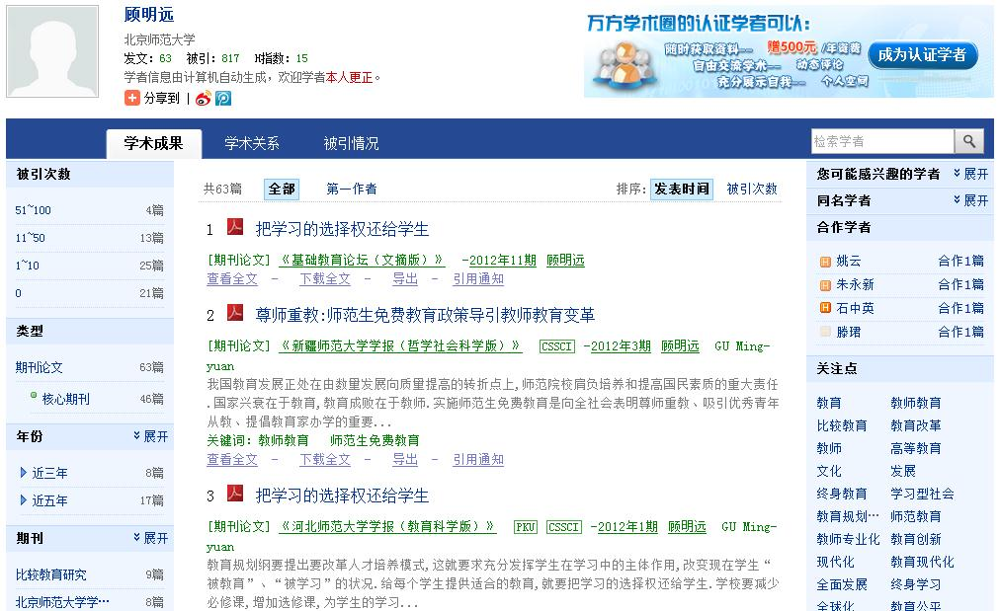 顾明远
北京师范大学
发文：63 被引：817 H指数：15
学者信息由计算机自动生成，欢迎学者本人更正。
分享到 |
万方学术圈的认证学者可以：
随时获取资料—— 赠500元/年资费
自由交流学术—— 动态评论
充分展示自我—— 个人空间
成为认证学者
学术成果 学术关系 被引情况
检索学者
被引次数
51~100 4篇
11~50 13篇
1~10 25篇
0 21篇
类型
期刊论文 63篇
核心期刊 46篇
年份 展开
近三年 8篇
近五年 17篇
期刊 展开
比较教育研究 9篇
北京师范大学学… 8篇
共63篇 全部 第一作者 排序：发表时间 被引次数
1 把学习的选择权还给学生
[期刊论文] 《基础教育论坛（文摘版）》 -2012年11期 顾明远
查看全文 - 下载全文 - 导出 - 引用通知
2 尊师重教:师范生免费教育政策导引教师教育变革
[期刊论文] 《新疆师范大学学报（哲学社会科学版）》 CSSCI -2012年3期 顾明远 GU Ming-
yuan
我国教育发展正处在由数量发展向质量提高的转折点上,师范院校肩负培养和提高国民素质的重大责任
.国家兴衰在于教育,教育成败在于教师.实施师范生免费教育是向全社会表明尊师重教、吸引优秀青年
从教、提倡教育家办学的重要...
关键词：教师教育 师范生免费教育
查看全文 - 下载全文 - 导出 - 引用通知
3 把学习的选择权还给学生
[期刊论文] 《河北师范大学学报（教育科学版）》 PKU CSSCI -2012年1期 顾明远 GU Ming-
yuan
教育规划纲要提出要改革人才培养模式,这就要求充分发挥学生在学习中的主体作用,改变现在学生“
被教育”、“被学习”的状况.给每个学生提供适合的教育,就要把学习的选择权还给学生.学校要减少
必修课,增加选修课,为学生的学习...
您可能感兴趣的学者 展开
同名学者 展开
合作学者
H 姚云 合作1篇
H 朱永新 合作1篇
H 石中英 合作1篇
滕珺 合作1篇
关注点
教育 教师教育
比较教育 教育改革
教师 高等教育
文化 发展
终身教育 学习型社会
教育规划… 师范教育
教师专业化 教育创新
现代化 教育现代化
全面发展 终身学习
全球化 教育公平